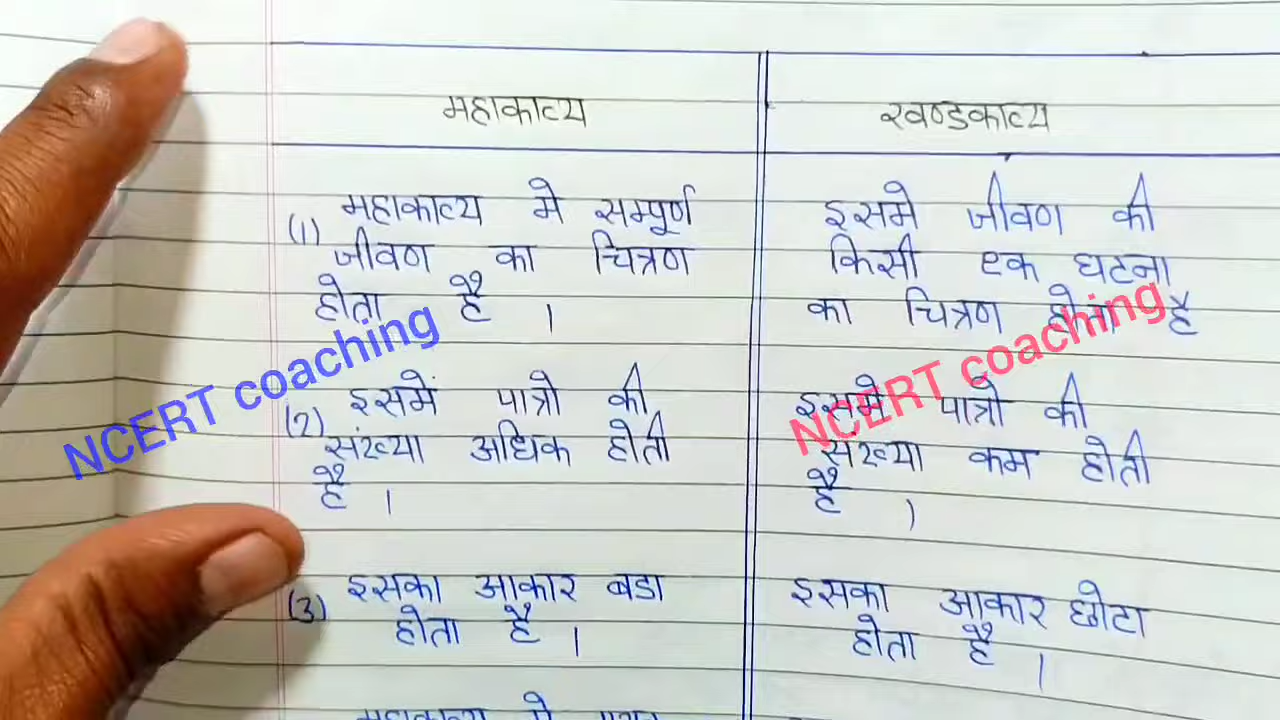 महाकाव्य
खण्डकाव्य
(1) महाकाव्य मे सम्पूर्ण
जीवण का चित्रण
होता है ।
इसमे जीवण की
किसी एक घटना
का चित्रण होता है
(2) इसमें पात्रो की
संख्या अधिक होती
है ।
इसमे पात्रो की
संख्या कम होती
है ।
(3) इसका आकार बडा
होता है ।
इसका आकार छोटा
होता है ।
महाकाव्य मे
NCERT coaching
NCERT coaching